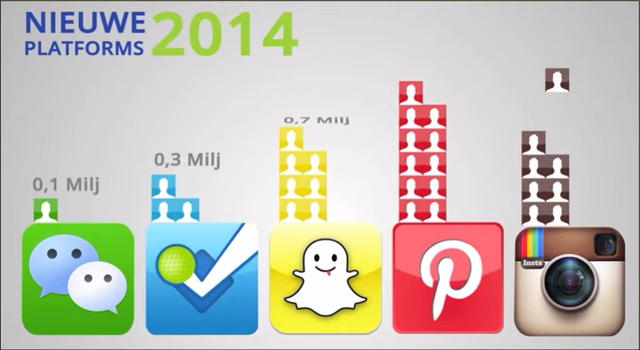 NIEUWE
PLATFORMS
2014
0,7 Milj
0,3 Milj
0,1 Milj
Insta